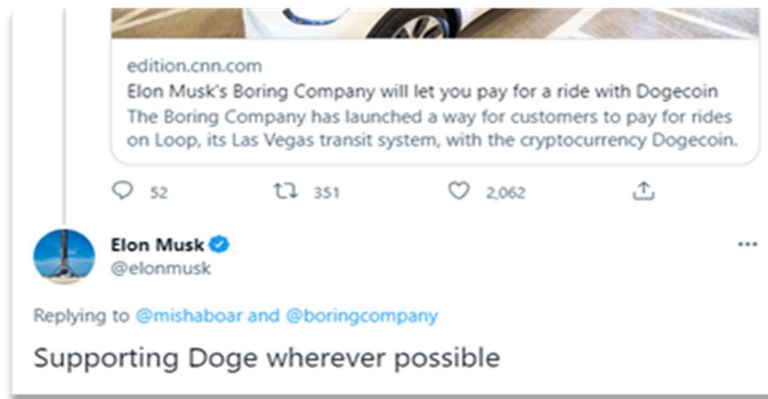 edition.cnn.com
Elon Musk's Boring Company will let you pay for a ride with Dogecoin
The Boring Company has launched a way for customers to pay for rides
on Loop, its Las Vegas transit system, with the cryptocurrency Dogecoin.
52 351 2,062
Elon Musk
@elonmusk
Replying to @mishaboar and @boringcompany
Supporting Doge wherever possible